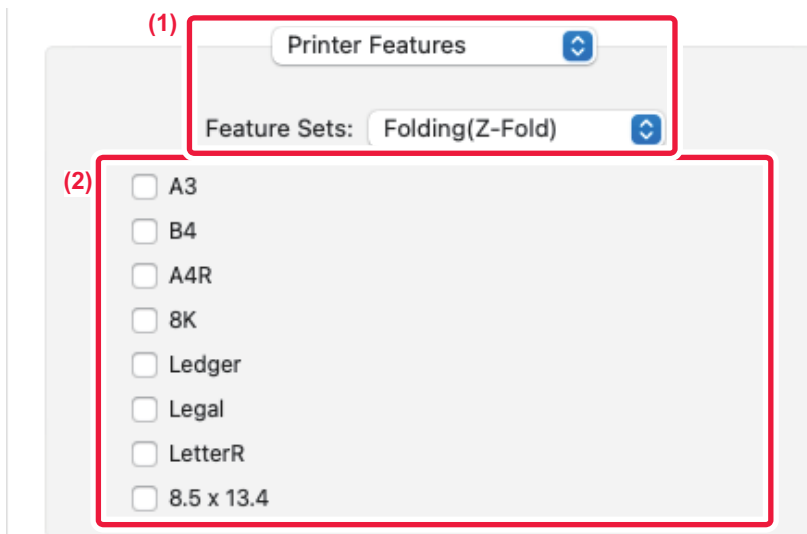 (1)
Printer Features
Feature Sets: Folding(Z-Fold)
(2)
A3
B4
A4R
8K
Ledger
Legal
LetterR
8.5 x 13.4